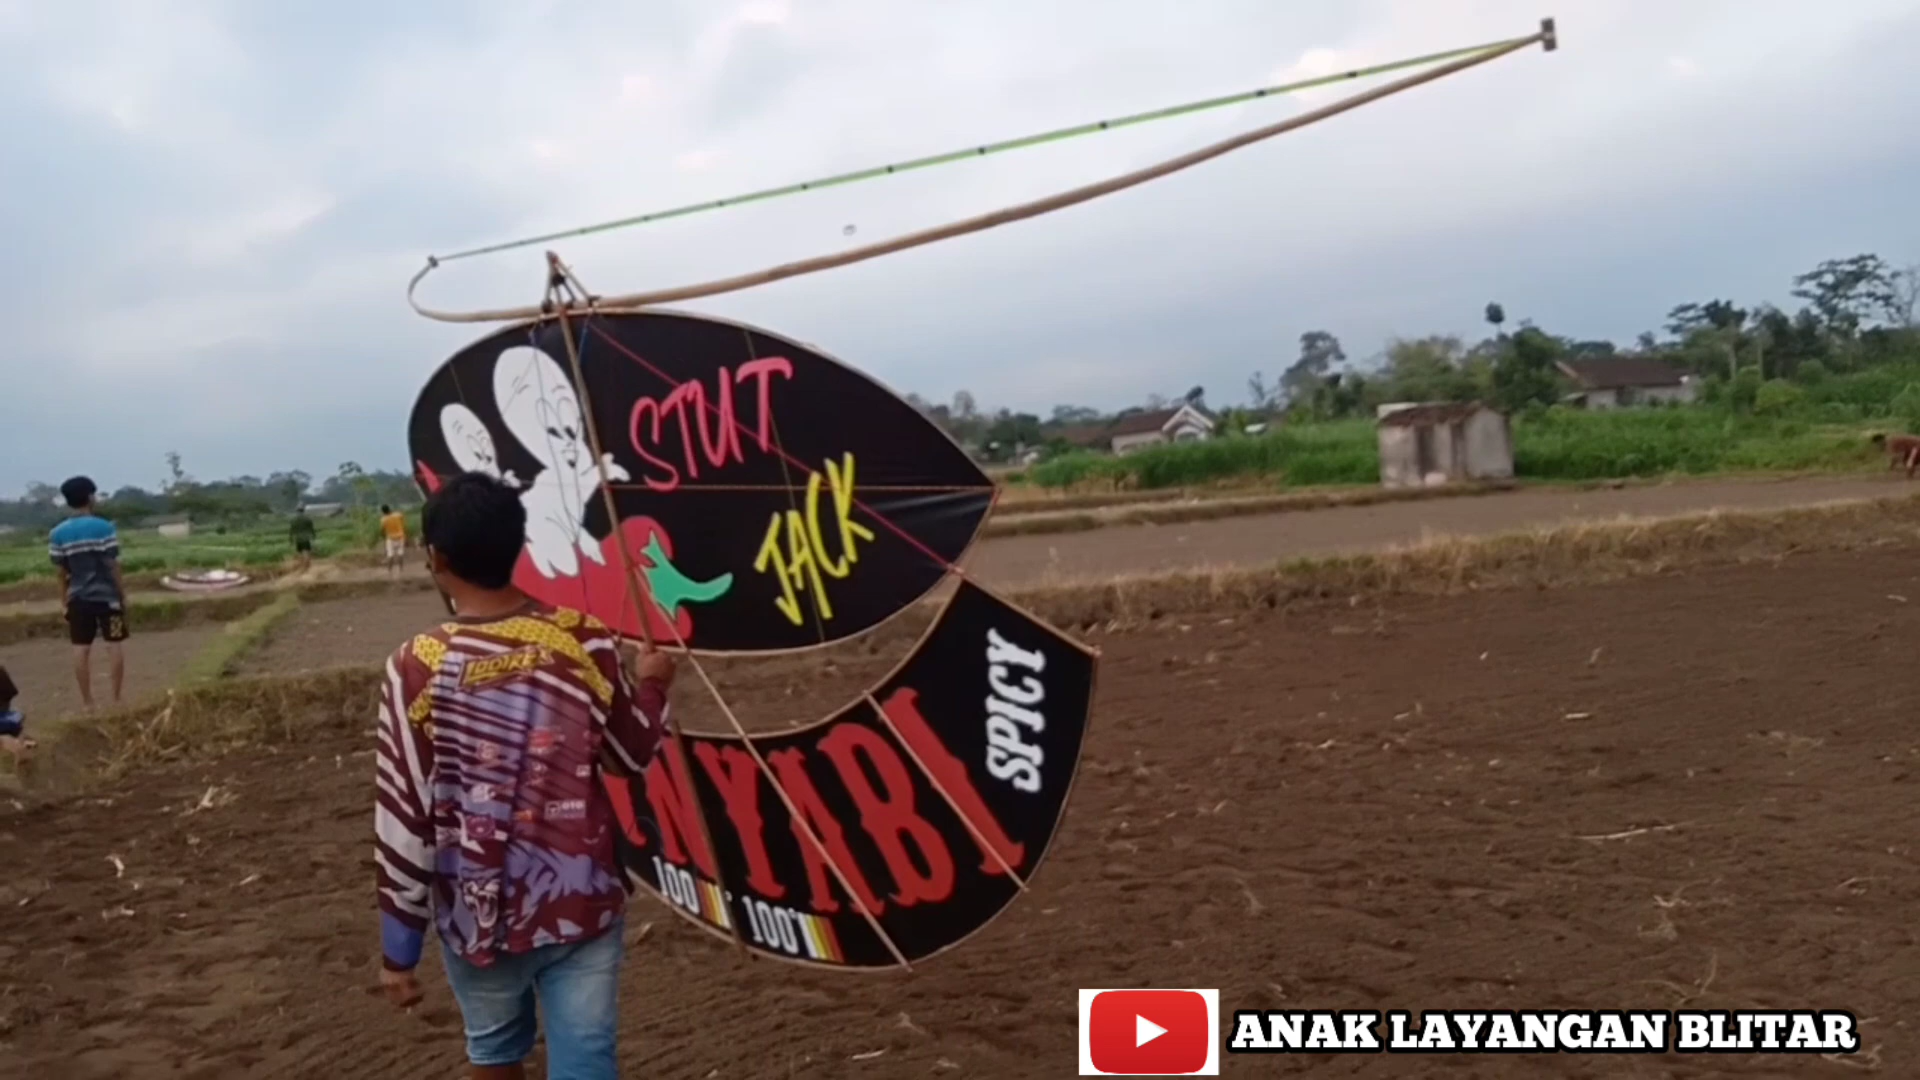 STUT
JACK
SPICY
NYABI
100
100%
ANAK LAYANGAN BLITAR